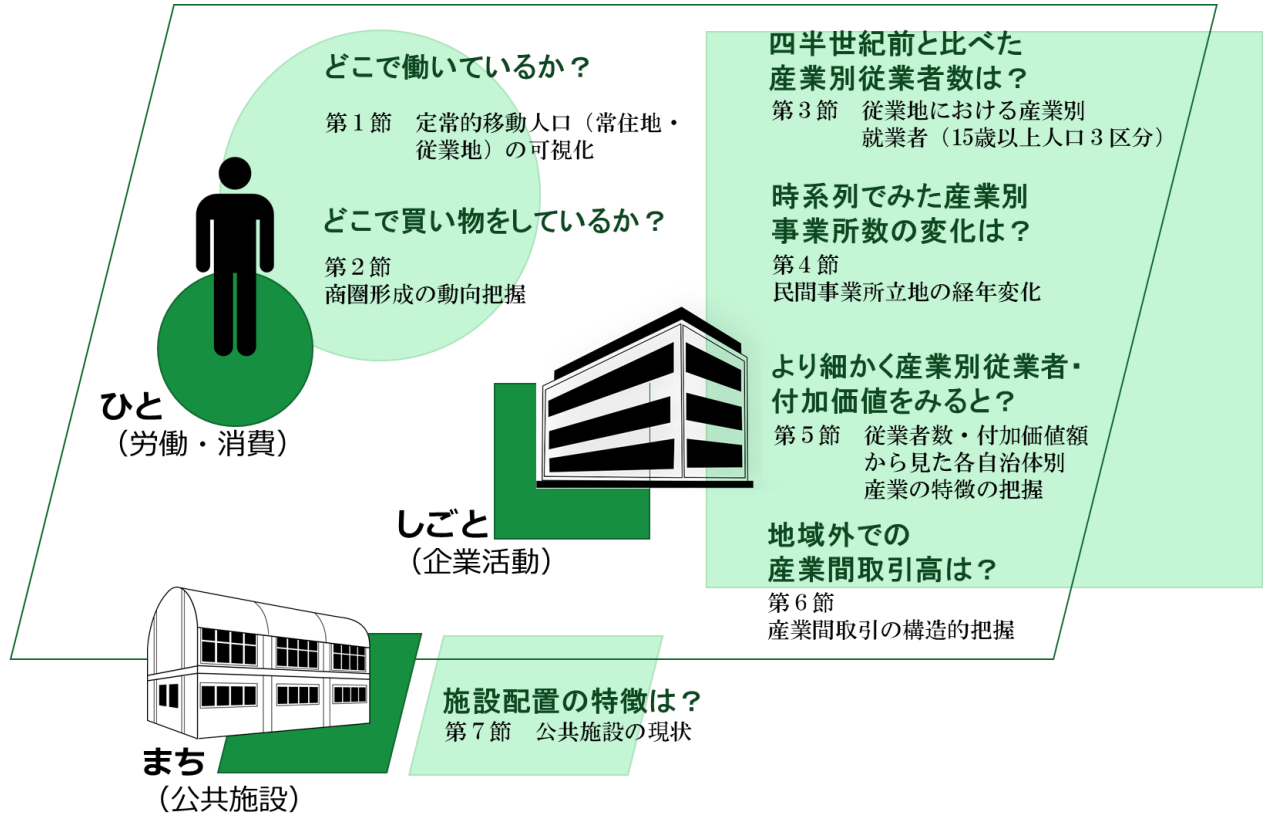 どこで働いているか？
第１節　定常的移動人口（常住地・
従業地）の可視化
どこで買い物をしているか？
第２節
商圏形成の動向把握
ひと
（労働・消費）
四半世紀前と比べた
産業別従業者数は？
第３節　従業地における産業別
就業者（15歳以上人口３区分）
時系列でみた産業別
事業所数の変化は？
第４節
民間事業所立地の経年変化
より細かく産業別従業者・
付加価値をみると？
第５節　従業者数・付加価値額
から見た各自治体別
産業の特徴の把握
地域外での
産業間取引高は？
第６節
産業間取引の構造的把握
しごと
（企業活動）
施設配置の特徴は？
第７節　公共施設の現状
まち
（公共施設）